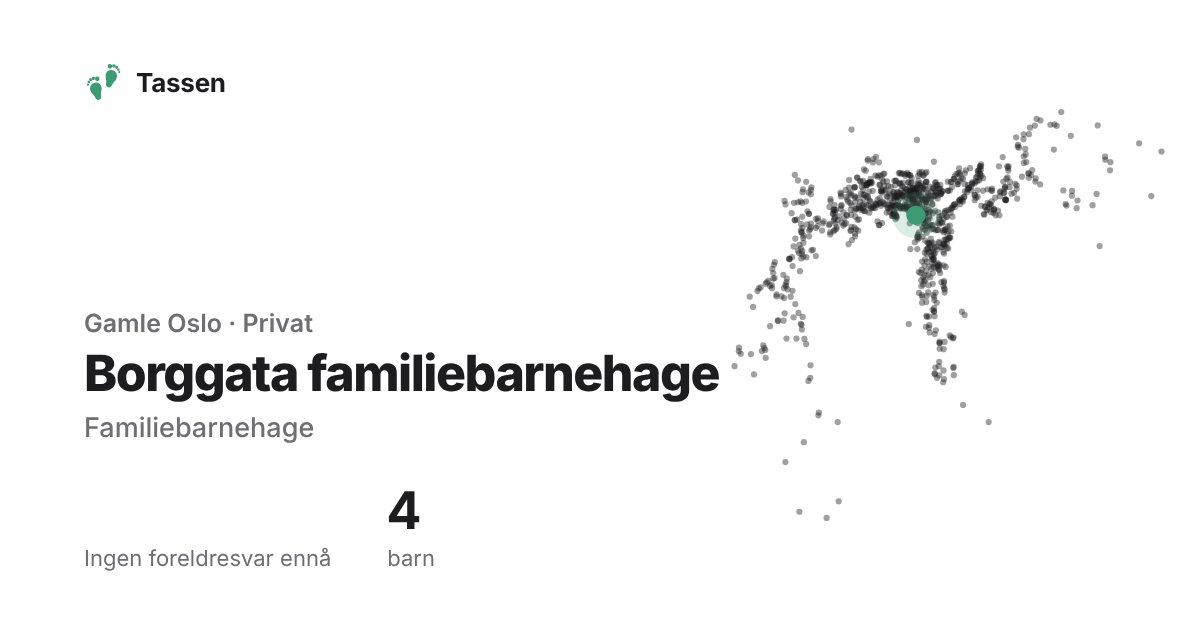 Tassen
Gamle Oslo · Privat
Borggata familiebarnehage
Familiebarnehage
4
Ingen foreldresvar ennå
barn